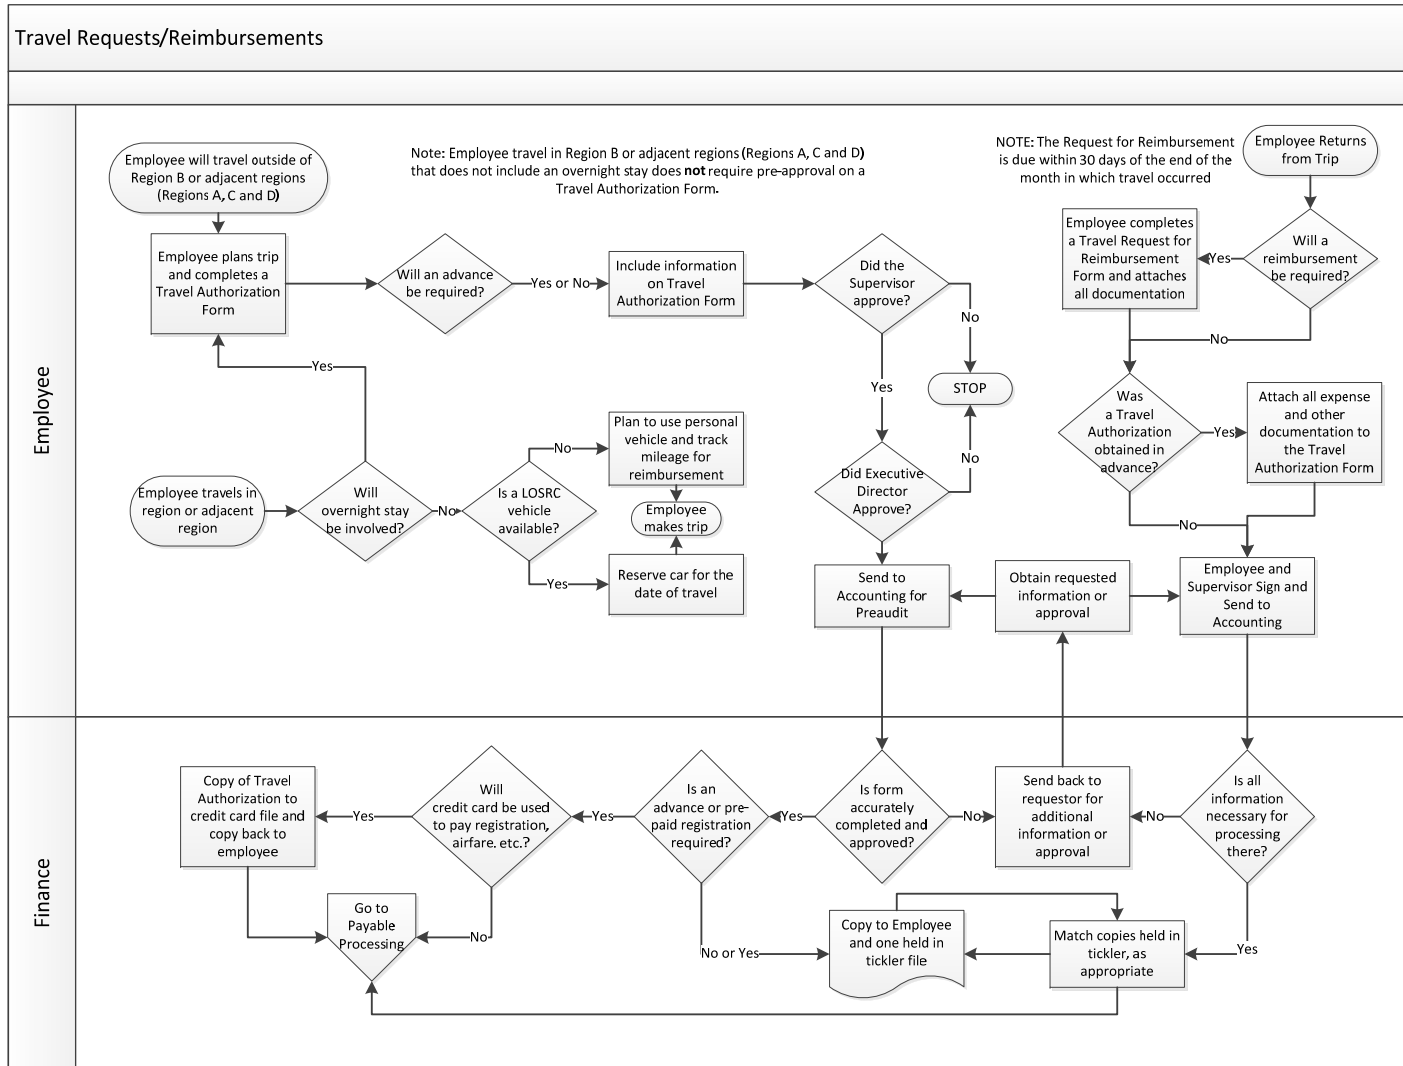 Travel Requests/Reimbursements
Employee
Employee will travel outside of
Region B or adjacent regions
(Regions A, C and D)
Note: Employee travel in Region B or adjacent regions (Regions A, C and D)
that does not include an overnight stay does not require pre-approval on a
Travel Authorization Form.
NOTE: The Request for Reimbursement
is due within 30 days of the end of the
month in which travel occurred
Employee Returns
from Trip
Employee plans trip
and completes a
Travel Authorization
Form
Will an advance
be required?
Yes or No
Include information
on Travel
Authorization Form
Did the
Supervisor
approve?
No
Yes
STOP
Employee completes
a Travel Request for
Reimbursement
Form and attaches
all documentation
Yes
Will a
reimbursement
be required?
No
Yes
Was
a Travel
Authorization
obtained in
advance?
Yes
Attach all expense
and other
documentation to
the Travel
Authorization Form
No
Employee travels in
region or adjacent
region
Will
overnight stay
be involved?
No
Is a LOSRC
vehicle
available?
No
Yes
Plan to use personal
vehicle and track
mileage for
reimbursement
Employee
makes trip
Reserve car for the
date of travel
Did Executive
Director
Approve?
No
Send to
Accounting for
Preaudit
Obtain requested
information or
approval
Employee and
Supervisor Sign and
Send to
Accounting
Finance
Copy of Travel
Authorization to
credit card file and
copy back to
employee
Yes
Will
credit card be used
to pay registration,
airfare. etc.?
Yes
Is an
advance or pre-
paid registration
required?
Yes
Is form
accurately
completed and
approved?
No
Send back to
requestor for
additional
information or
approval
No
Is all
information
necessary for
processing
there?
Go to
Payable
Processing
No
No or Yes
Copy to Employee
and one held in
tickler file
Match copies held in
tickler, as
appropriate
Yes